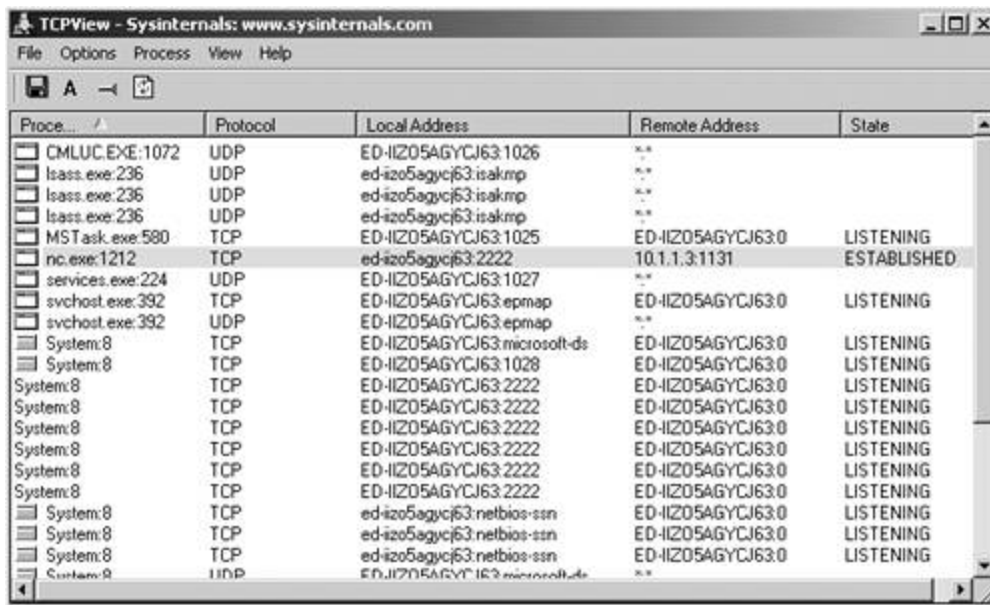 TCPView - Sysinternals: www.sysinternals.com
File Options Process View Help
A
Proce... Protocol Local Address Remote Address State
CMLUC.EXE:1072 UDP ED-IIZO5AGYCJ63:1026 *:*
lsass.exe:236 UDP ed-iizo5agycj63:isakmp *:*
lsass.exe:236 UDP ed-iizo5agycj63:isakmp *:*
lsass.exe:236 UDP ed-iizo5agycj63:isakmp *:*
MSTask.exe:580 TCP ED-IIZO5AGYCJ63:1025 ED-IIZO5AGYCJ63:0 LISTENING
nc.exe:1212 TCP ed-iizo5agycj63:2222 10.1.1.3:1131 ESTABLISHED
services.exe:224 UDP ED-IIZO5AGYCJ63:1027 *:*
svchost.exe:392 TCP ED-IIZO5AGYCJ63:epmap ED-IIZO5AGYCJ63:0 LISTENING
svchost.exe:392 UDP ED-IIZO5AGYCJ63:epmap *:*
System:8 TCP ED-IIZO5AGYCJ63:microsoft-ds ED-IIZO5AGYCJ63:0 LISTENING
System:8 TCP ED-IIZO5AGYCJ63:1028 ED-IIZO5AGYCJ63:0 LISTENING
System:8 TCP ED-IIZO5AGYCJ63:2222 ED-IIZO5AGYCJ63:0 LISTENING
System:8 TCP ED-IIZO5AGYCJ63:2222 ED-IIZO5AGYCJ63:0 LISTENING
System:8 TCP ED-IIZO5AGYCJ63:2222 ED-IIZO5AGYCJ63:0 LISTENING
System:8 TCP ED-IIZO5AGYCJ63:2222 ED-IIZO5AGYCJ63:0 LISTENING
System:8 TCP ED-IIZO5AGYCJ63:2222 ED-IIZO5AGYCJ63:0 LISTENING
System:8 TCP ED-IIZO5AGYCJ63:2222 ED-IIZO5AGYCJ63:0 LISTENING
System:8 TCP ed-iizo5agycj63:netbios-ssn ED-IIZO5AGYCJ63:0 LISTENING
System:8 TCP ed-iizo5agycj63:netbios-ssn ED-IIZO5AGYCJ63:0 LISTENING
System:8 TCP ed-iizo5agycj63:netbios-ssn ED-IIZO5AGYCJ63:0 LISTENING
System:8 UDP ED-IIZO5AGYCJ63:microsoft-ds *:*